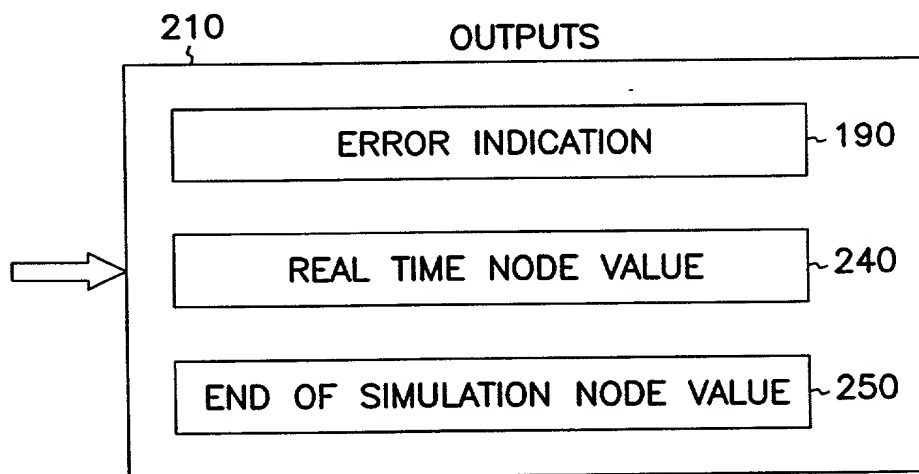 210
OUTPUTS
ERROR INDICATION 190
REAL TIME NODE VALUE 240
END OF SIMULATION NODE VALUE 250